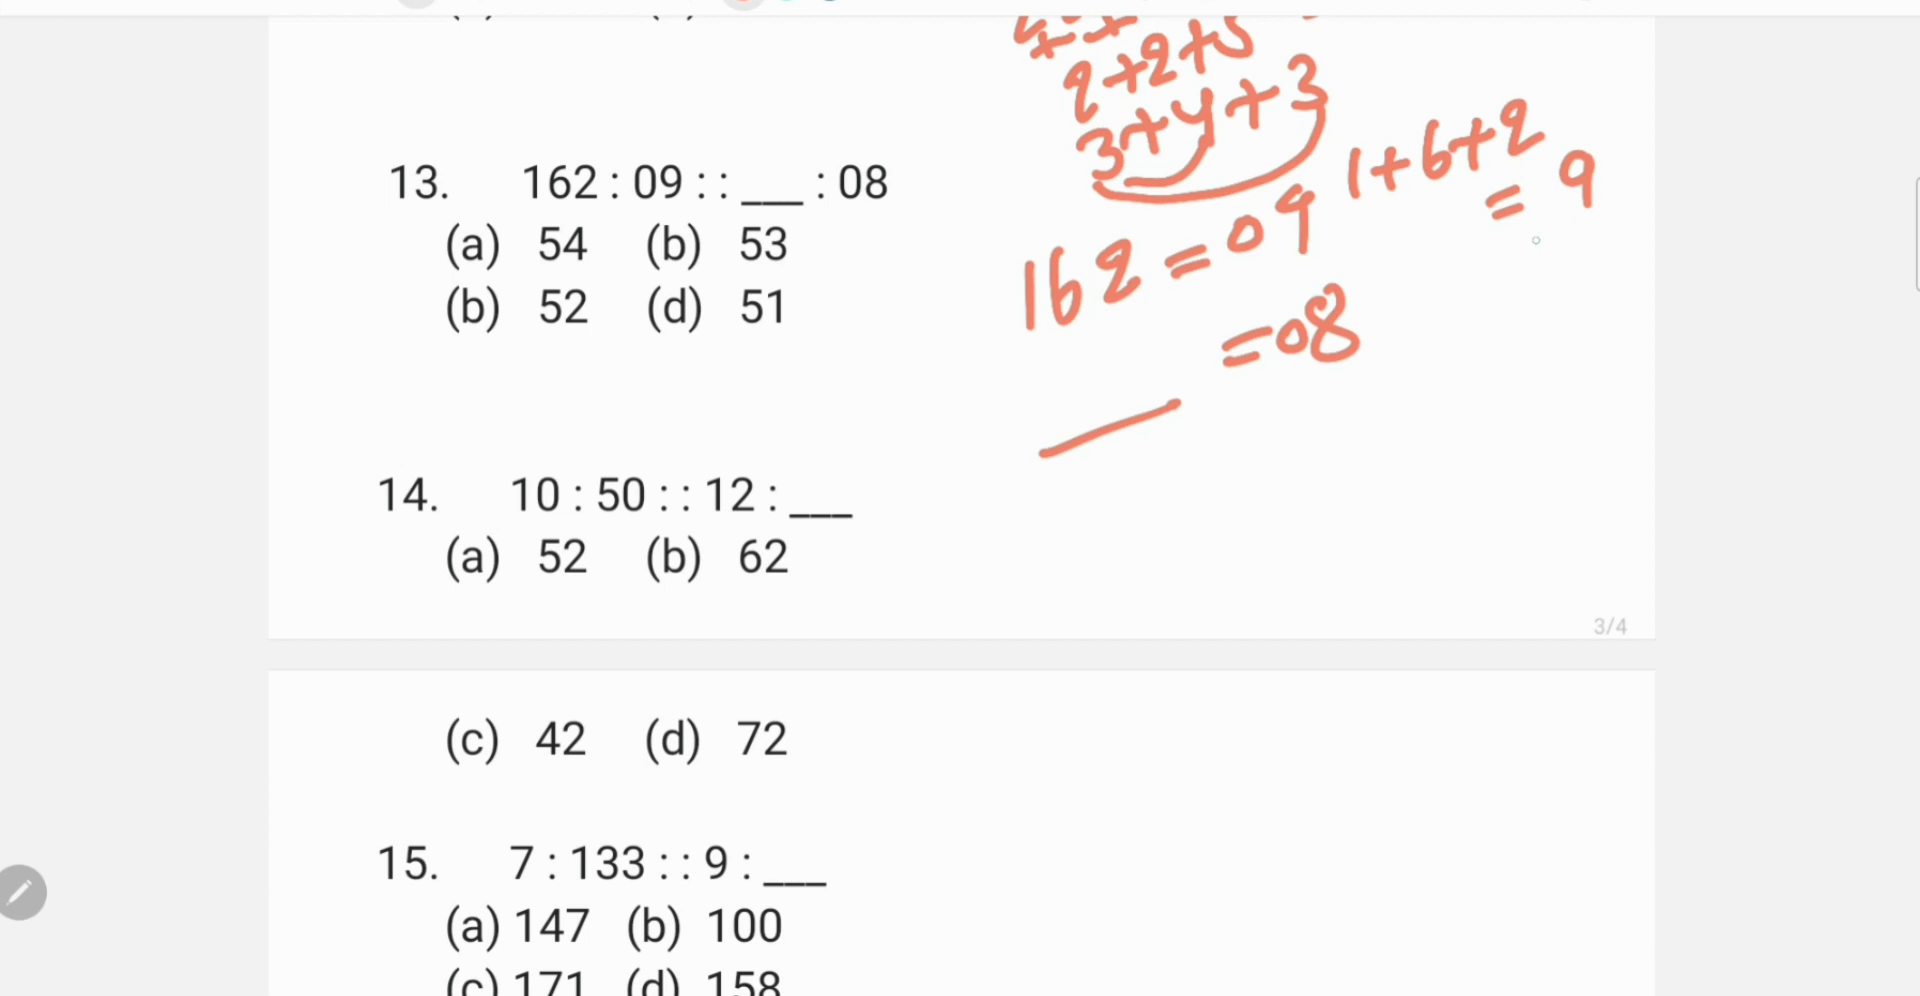 2+2+5
3+y+3
13. 162 : 09 : : ___ : 08
1+6+2
= 9
(a) 54 (b) 53
162 = 09
(b) 52 (d) 51
= 08
14. 10 : 50 : : 12 : ___
(a) 52 (b) 62
3/4
(c) 42 (d) 72
15. 7 : 133 : : 9 : ___
(a) 147 (b) 100
(c) 171 (d) 158